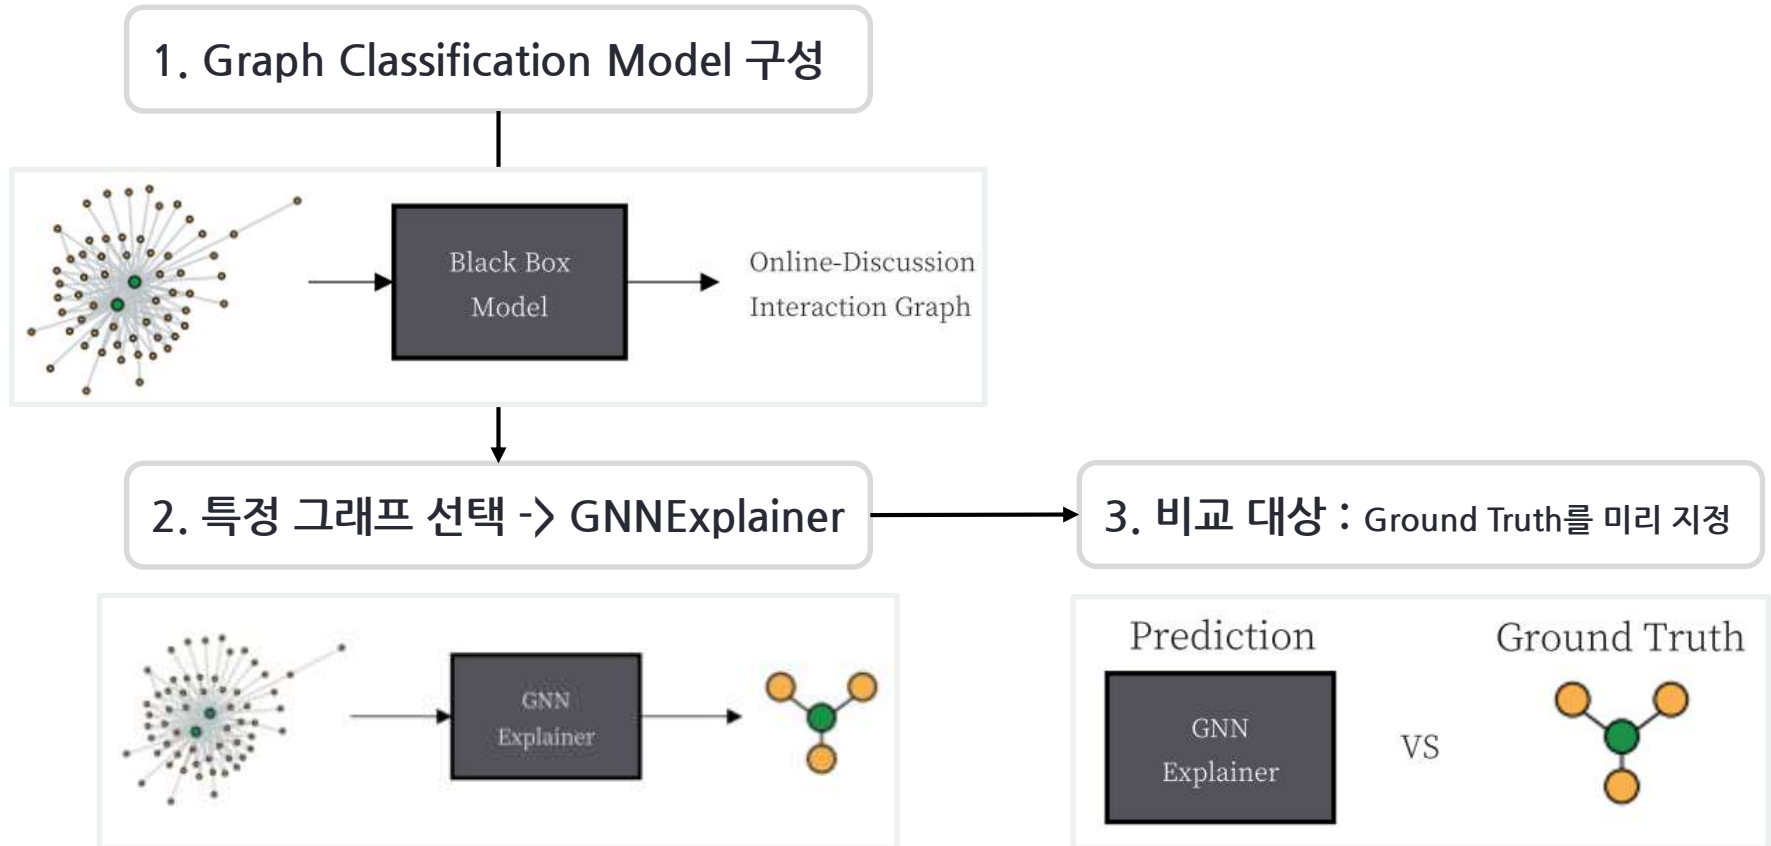 1. Graph Classification Model 구성
Black Box
Model
Online-Discussion
Interaction Graph
2. 특정 그래프 선택 -> GNNExplainer
3. 비교 대상 : Ground Truth를 미리 지정
GNN
Explainer
Prediction
Ground Truth
GNN
Explainer
VS